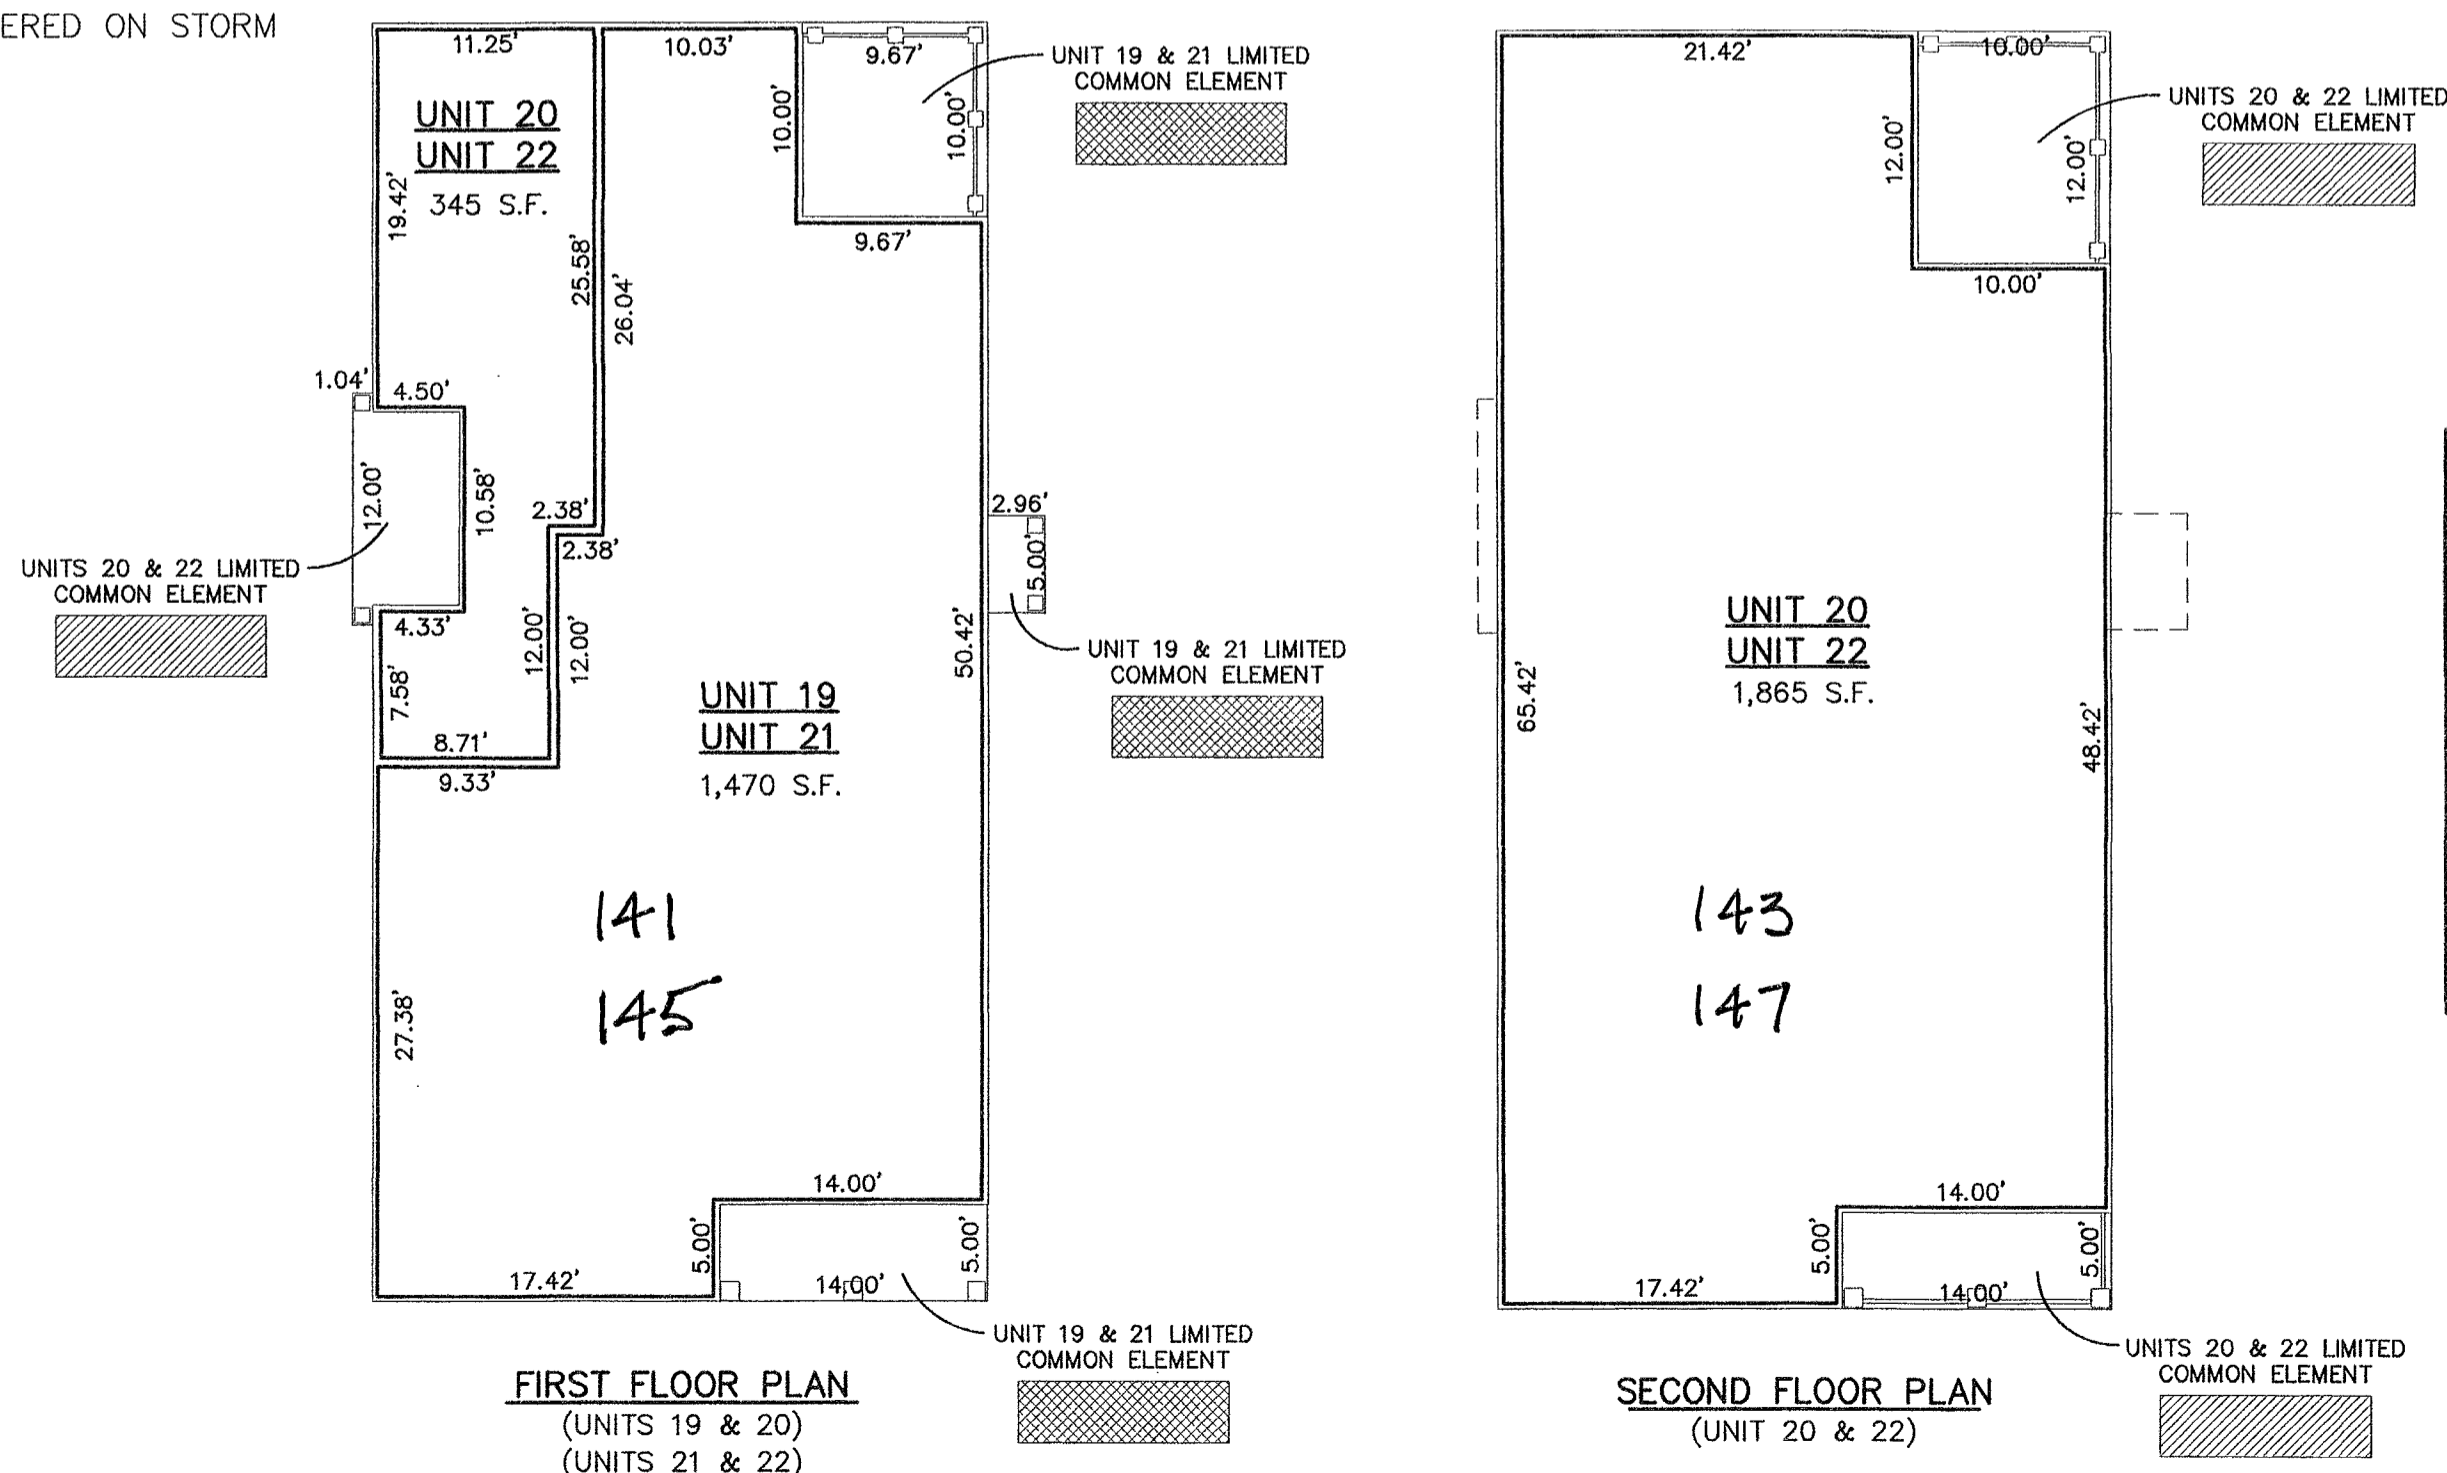 ERED ON STORM
11.25'
10.03'
9.67'
UNIT 19 & 21 LIMITED
COMMON ELEMENT
UNIT 20
UNIT 22
345 S.F.
19.42'
10.00'
10.00'
9.67'
25.58'
26.04'
1.04'
4.50'
12.00'
10.58'
2.38'
2.38'
2.96'
5.00'
UNITS 20 & 22 LIMITED
COMMON ELEMENT
4.33'
7.58'
12.00'
12.00'
50.42'
UNIT 19 & 21 LIMITED
COMMON ELEMENT
8.71'
9.33'
UNIT 19
UNIT 21
1,470 S.F.
141
145
27.38'
14.00'
5.00'
5.00'
17.42'
14.00'
UNIT 19 & 21 LIMITED
COMMON ELEMENT
FIRST FLOOR PLAN
(UNITS 19 & 20)
(UNITS 21 & 22)
21.42'
10.00'
UNITS 20 & 22 LIMITED
COMMON ELEMENT
12.00'
12.00'
10.00'
UNIT 20
UNIT 22
1,865 S.F.
65.42'
48.42'
143
147
14.00'
5.00'
5.00'
17.42'
14.00'
UNITS 20 & 22 LIMITED
COMMON ELEMENT
SECOND FLOOR PLAN
(UNIT 20 & 22)